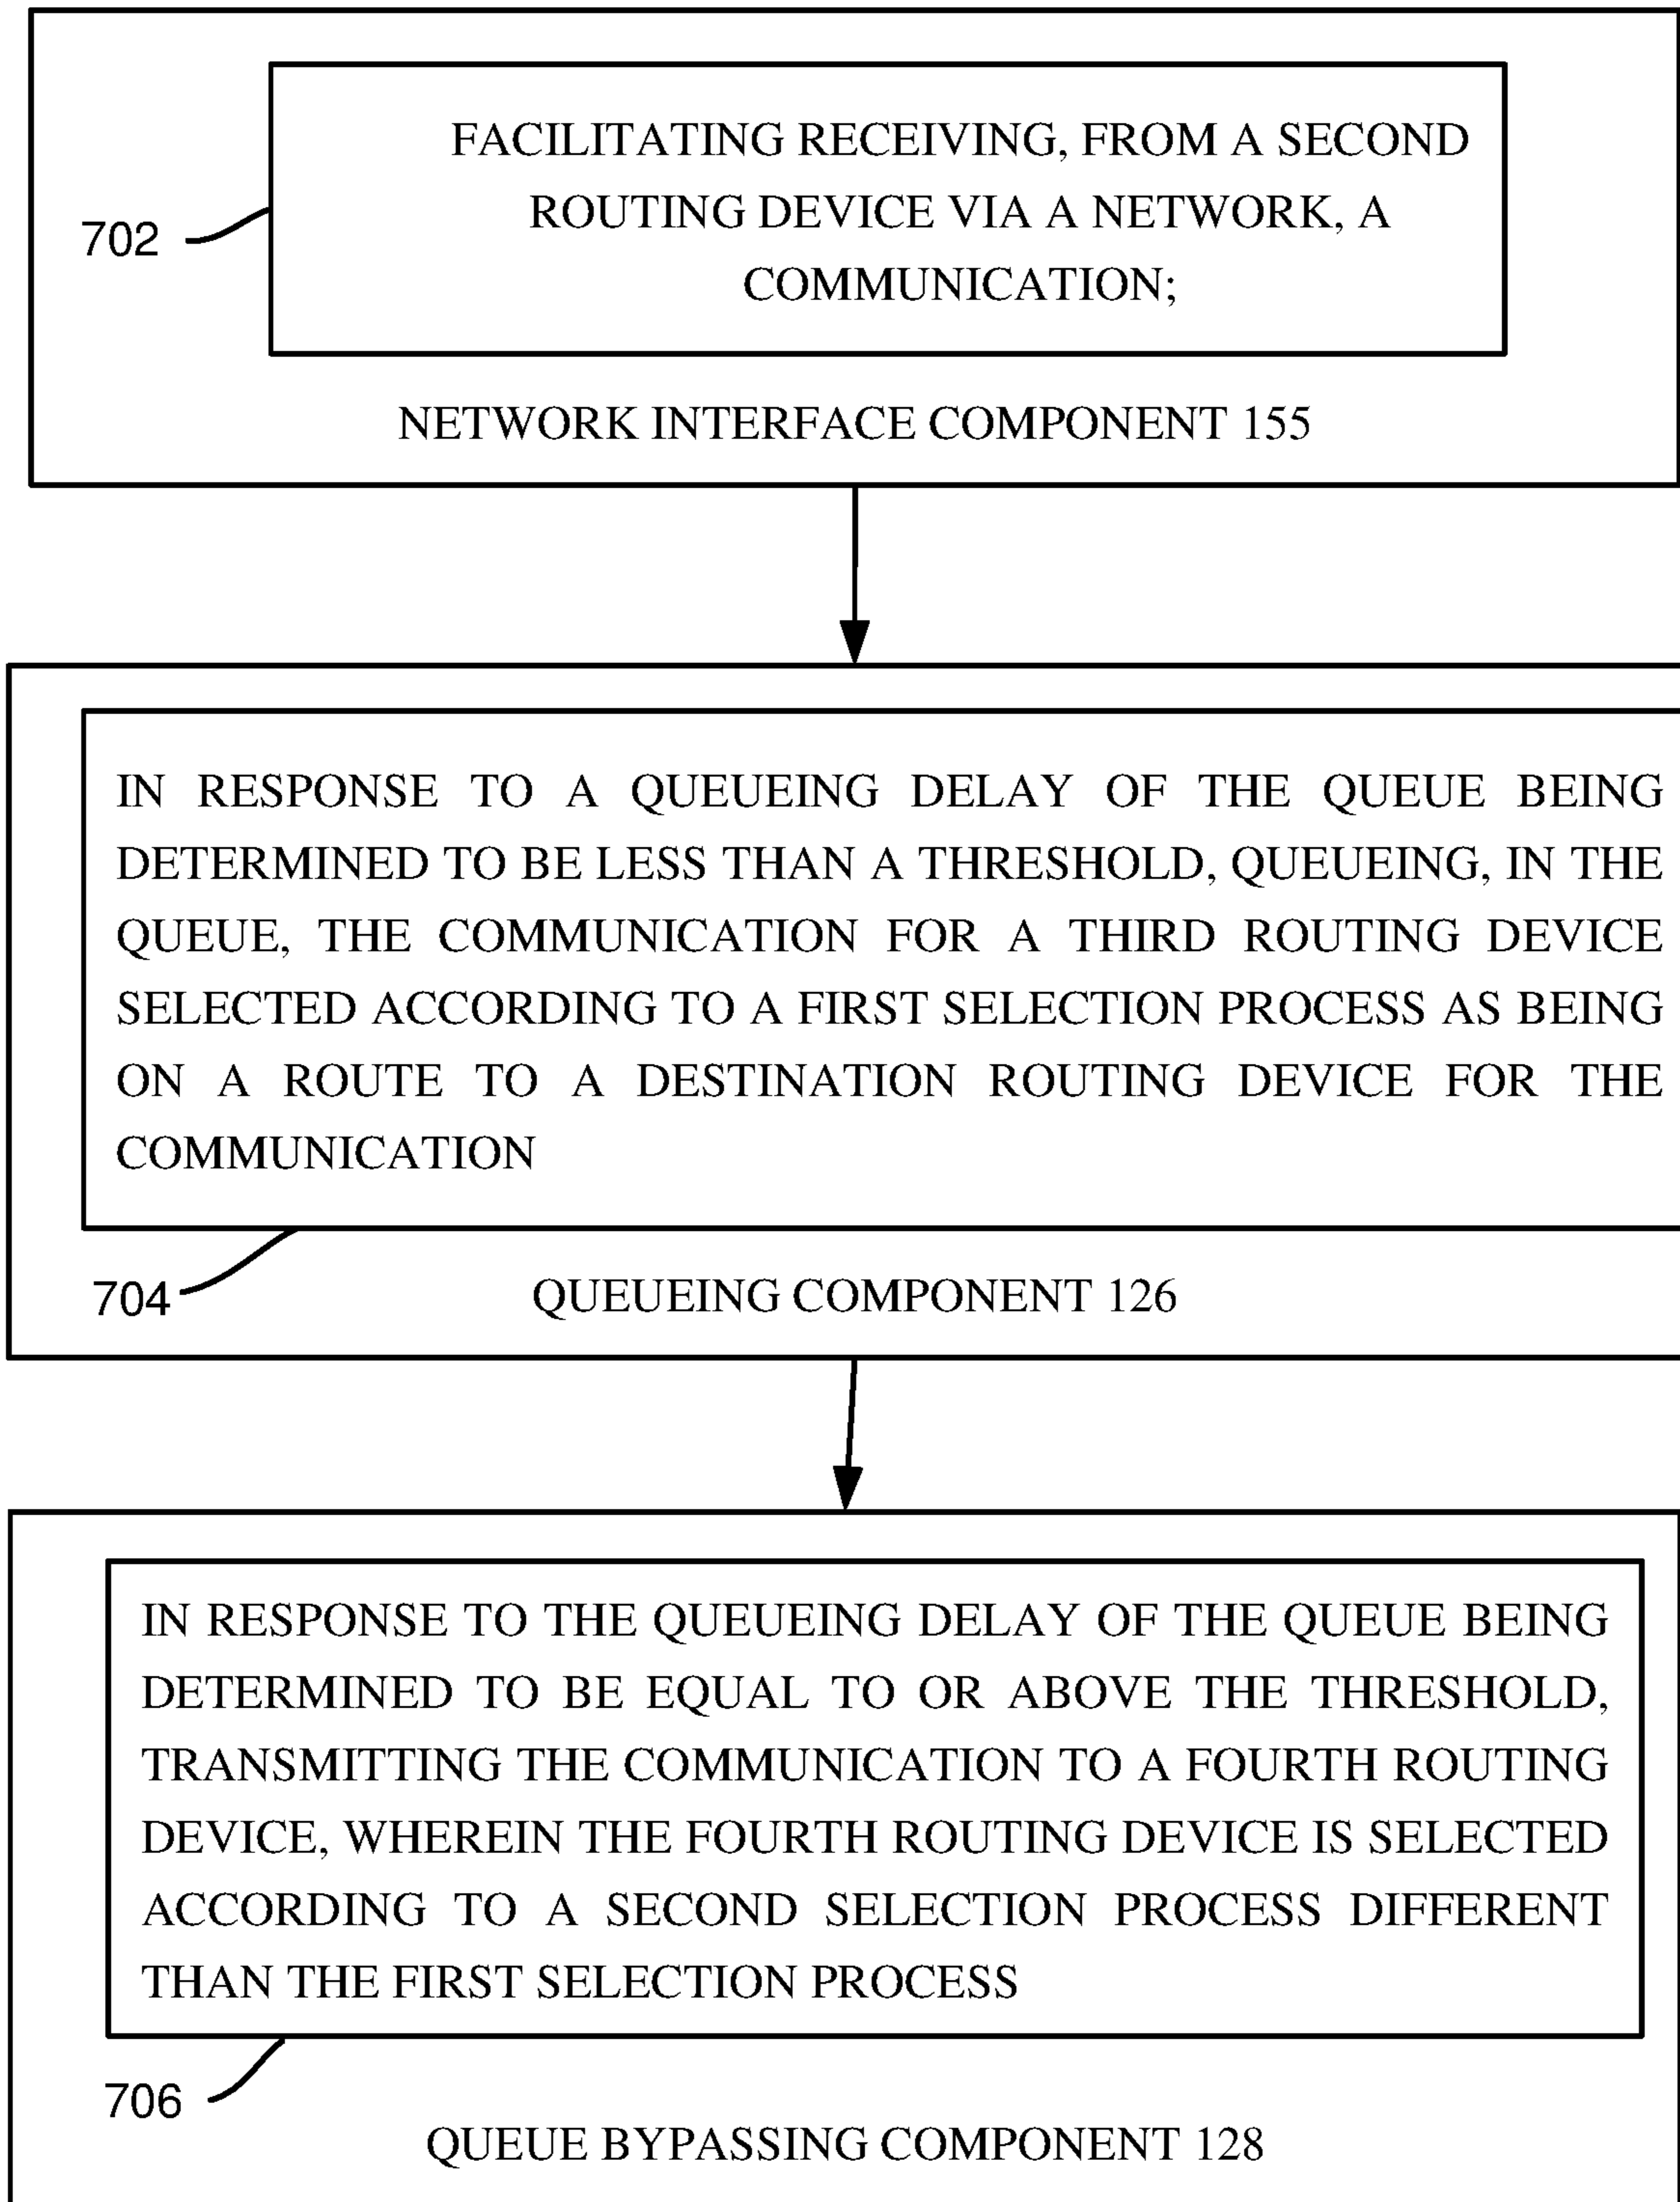 FACILITATING RECEIVING, FROM A SECOND
ROUTING DEVICE VIA A NETWORK, A
COMMUNICATION;
702
NETWORK INTERFACE COMPONENT 155
IN RESPONSE TO A QUEUEING DELAY OF THE QUEUE BEING
DETERMINED TO BE LESS THAN A THRESHOLD, QUEUEING, IN THE
QUEUE, THE COMMUNICATION FOR A THIRD ROUTING DEVICE
SELECTED ACCORDING TO A FIRST SELECTION PROCESS AS BEING
ON A ROUTE TO A DESTINATION ROUTING DEVICE FOR THE
COMMUNICATION
704
QUEUEING COMPONENT 126
IN RESPONSE TO THE QUEUEING DELAY OF THE QUEUE BEING
DETERMINED TO BE EQUAL TO OR ABOVE THE THRESHOLD,
TRANSMITTING THE COMMUNICATION TO A FOURTH ROUTING
DEVICE, WHEREIN THE FOURTH ROUTING DEVICE IS SELECTED
ACCORDING TO A SECOND SELECTION PROCESS DIFFERENT
THAN THE FIRST SELECTION PROCESS
706
QUEUE BYPASSING COMPONENT 128